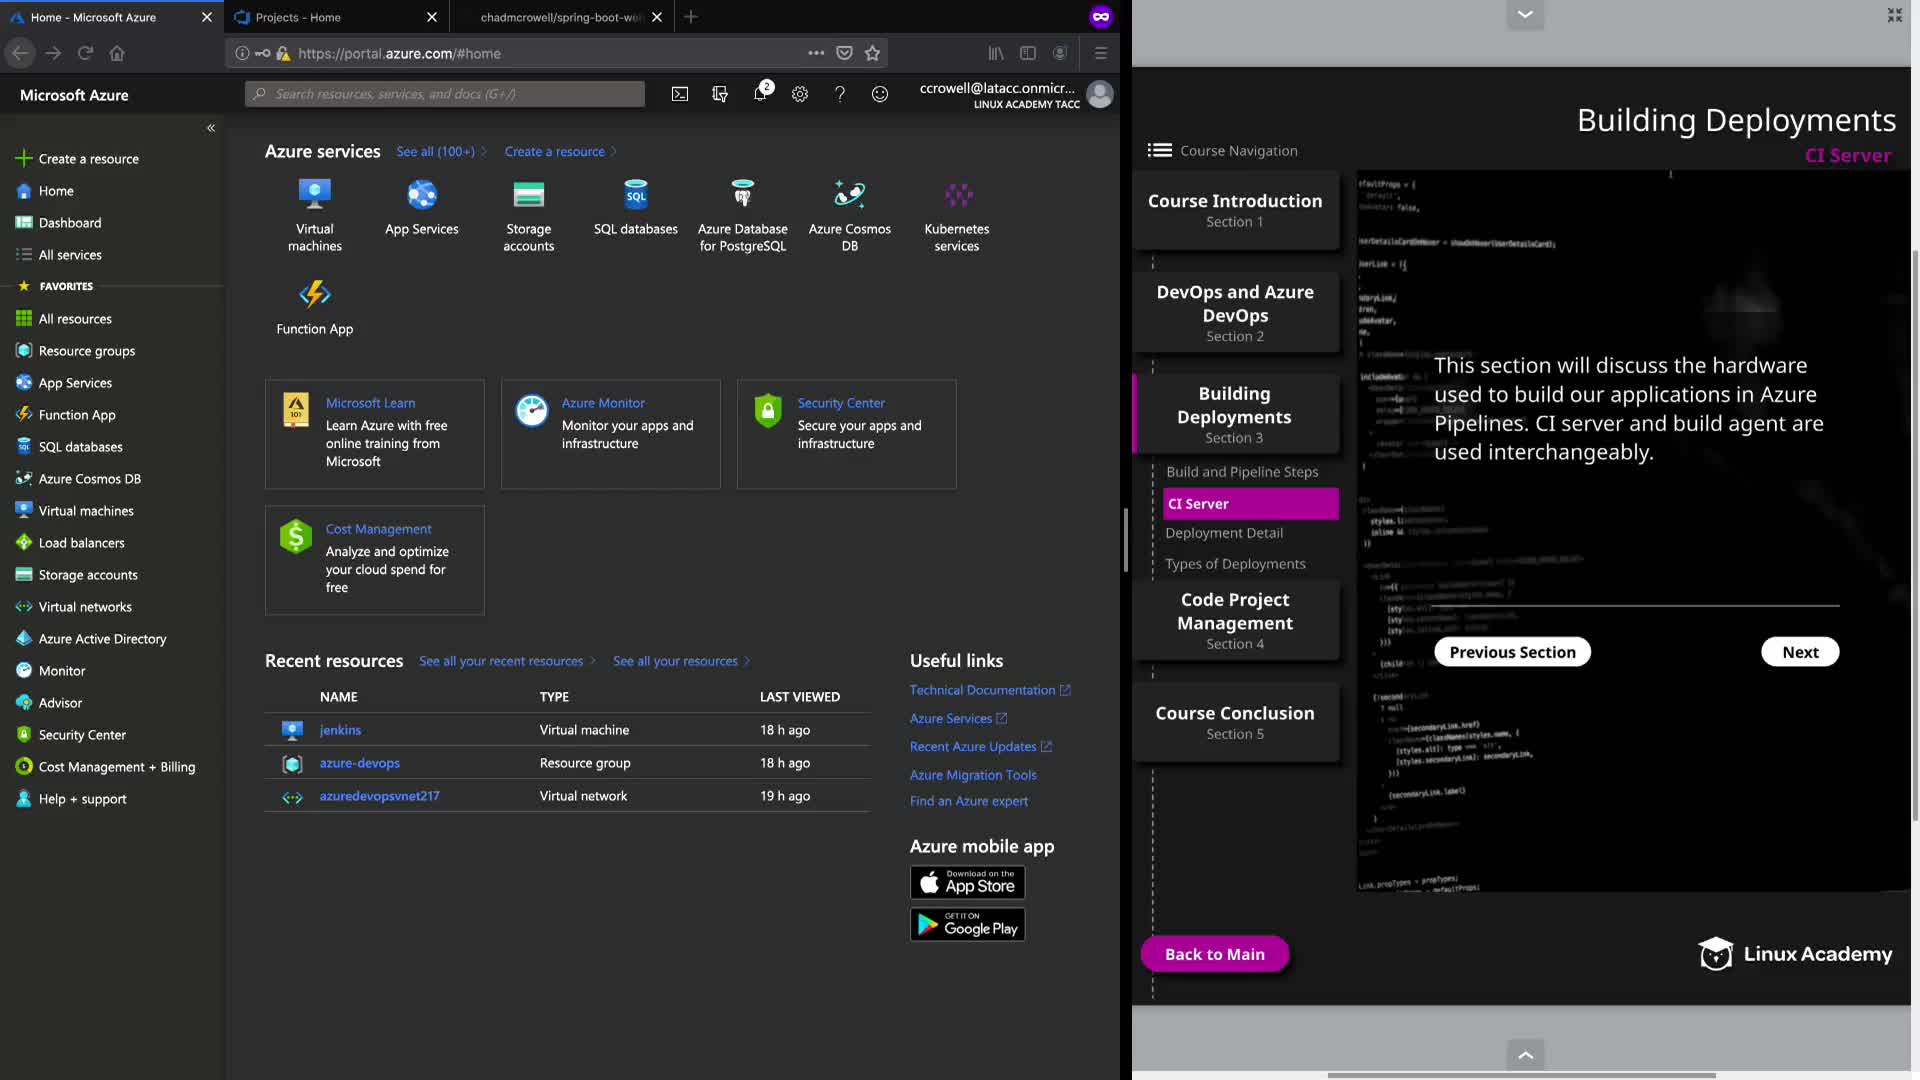 Home - Microsoft Azure
Projects - Home
chadmcrowell/spring-boot-we
https://portal.azure.com/#home
Microsoft Azure
Search resources, services, and docs (G+/)
2
ccrowell@latacc.onmicr...
LINUX ACADEMY TACC
Create a resource
Home
Dashboard
All services
FAVORITES
All resources
Resource groups
App Services
Function App
SQL databases
Azure Cosmos DB
Virtual machines
Load balancers
Storage accounts
Virtual networks
Azure Active Directory
Monitor
Advisor
Security Center
Cost Management + Billing
Help + support
Azure services
See all (100+)
Create a resource
Virtual machines
App Services
Storage accounts
SQL
SQL databases
Azure Database for PostgreSQL
Azure Cosmos DB
Kubernetes services
Function App
Microsoft Learn
Learn Azure with free
online training from
Microsoft
Azure Monitor
Monitor your apps and
infrastructure
Security Center
Secure your apps and
infrastructure
Cost Management
Analyze and optimize
your cloud spend for
free
Recent resources
See all your recent resources
See all your resources
NAME TYPE LAST VIEWED
jenkins Virtual machine 18 h ago
azure-devops Resource group 18 h ago
azuredevopsvnet217 Virtual network 19 h ago
Useful links
Technical Documentation
Azure Services
Recent Azure Updates
Azure Migration Tools
Find an Azure expert
Azure mobile app
Download on the
App Store
GET IT ON
Google Play
Building Deployments
CI Server
Course Navigation
Course Introduction
Section 1
DevOps and Azure
DevOps
Section 2
Building
Deployments
Section 3
Build and Pipeline Steps
CI Server
Deployment Detail
Types of Deployments
Code Project
Management
Section 4
Course Conclusion
Section 5
Back to Main
This section will discuss the hardware
used to build our applications in Azure
Pipelines. CI server and build agent are
used interchangeably.
Previous Section
Next
Linux Academy